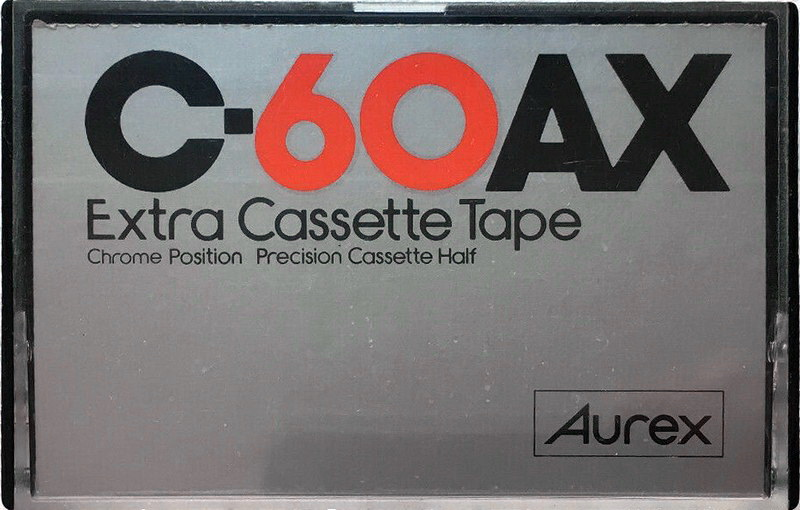 C-60AX
Extra Cassette Tape
Chrome Position Precision Cassette Half
Aurex